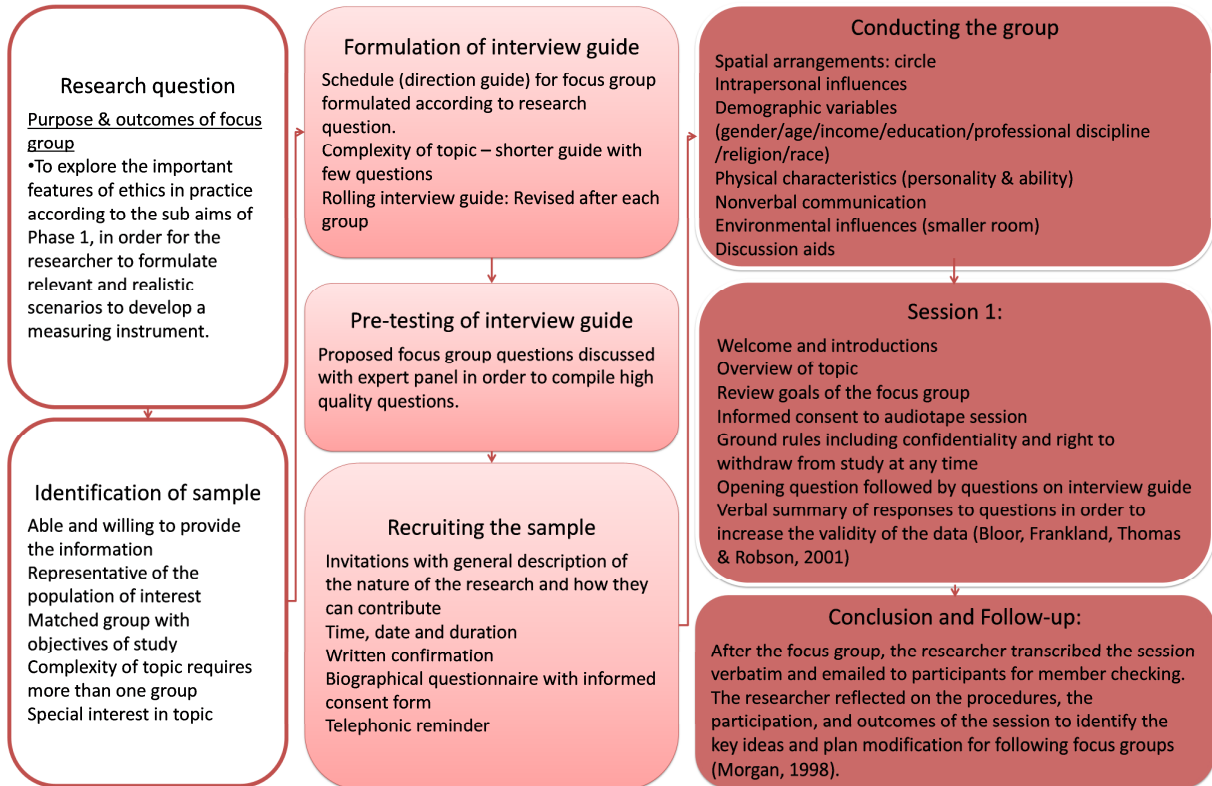 Research question
Purpose & outcomes of focus
group
•To explore the important
features of ethics in practice
according to the sub aims of
Phase 1, in order for the
researcher to formulate
relevant and realistic
scenarios to develop a
measuring instrument.
Identification of sample
Able and willing to provide
the information
Representative of the
population of interest
Matched group with
objectives of study
Complexity of topic requires
more than one group
Special interest in topic
Formulation of interview guide
Schedule (direction guide) for focus group
formulated according to research
question.
Complexity of topic – shorter guide with
few questions
Rolling interview guide: Revised after each
group
Pre-testing of interview guide
Proposed focus group questions discussed
with expert panel in order to compile high
quality questions.
Recruiting the sample
Invitations with general description of
the nature of the research and how they
can contribute
Time, date and duration
Written confirmation
Biographical questionnaire with informed
consent form
Telephonic reminder
Conducting the group
Spatial arrangements: circle
Intrapersonal influences
Demographic variables
(gender/age/income/education/professional discipline
/religion/race)
Physical characteristics (personality & ability)
Nonverbal communication
Environmental influences (smaller room)
Discussion aids
Session 1:
Welcome and introductions
Overview of topic
Review goals of the focus group
Informed consent to audiotape session
Ground rules including confidentiality and right to
withdraw from study at any time
Opening question followed by questions on interview guide
Verbal summary of responses to questions in order to
increase the validity of the data (Bloor, Frankland, Thomas
& Robson, 2001)
Conclusion and Follow-up:
After the focus group, the researcher transcribed the session
verbatim and emailed to participants for member checking.
The researcher reflected on the procedures, the
participation, and outcomes of the session to identify the
key ideas and plan modification for following focus groups
(Morgan, 1998).